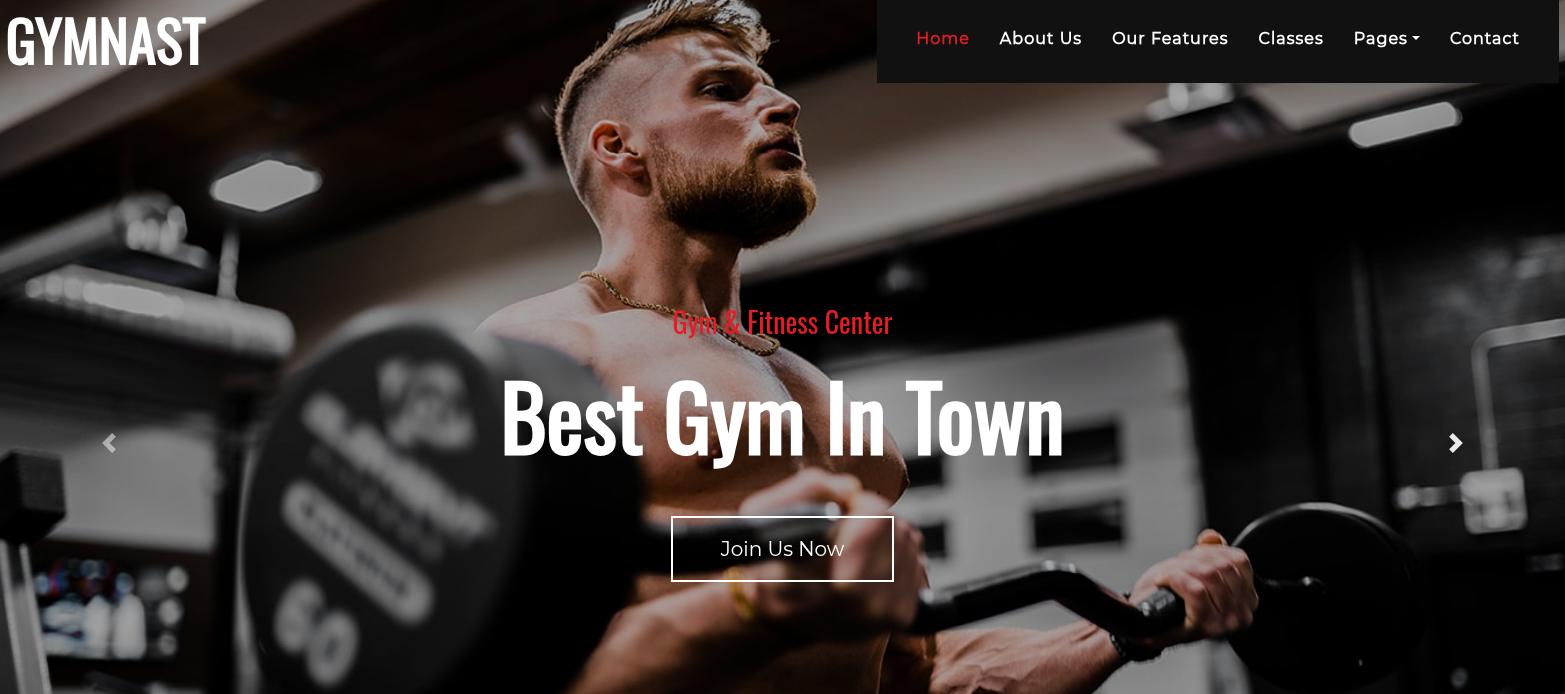 GYMNAST
Home About Us Our Features Classes Pages Contact
Gym & Fitness Center
Best Gym In Town
Join Us Now
60